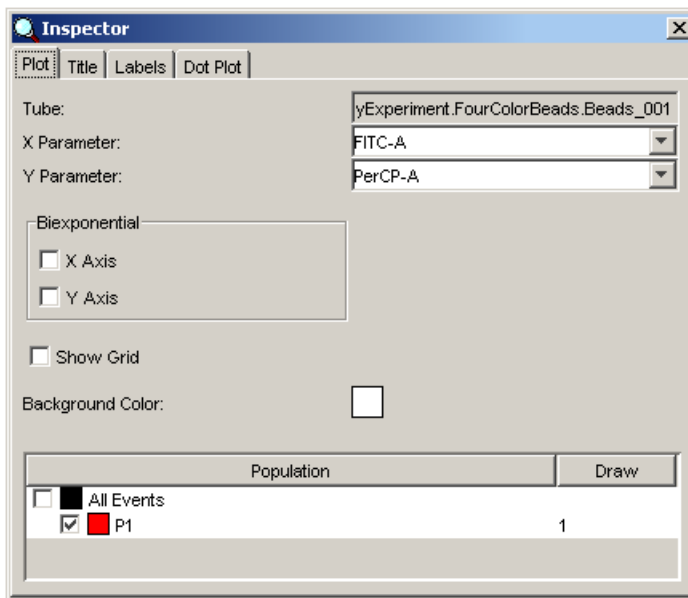 Inspector
Plot Title Labels Dot Plot
Tube: yExperiment.FourColorBeads.Beads_001
X Parameter: FITC-A
Y Parameter: PerCP-A
Biexponential
X Axis
Y Axis
Show Grid
Background Color:
Population Draw
All Events
P1 1